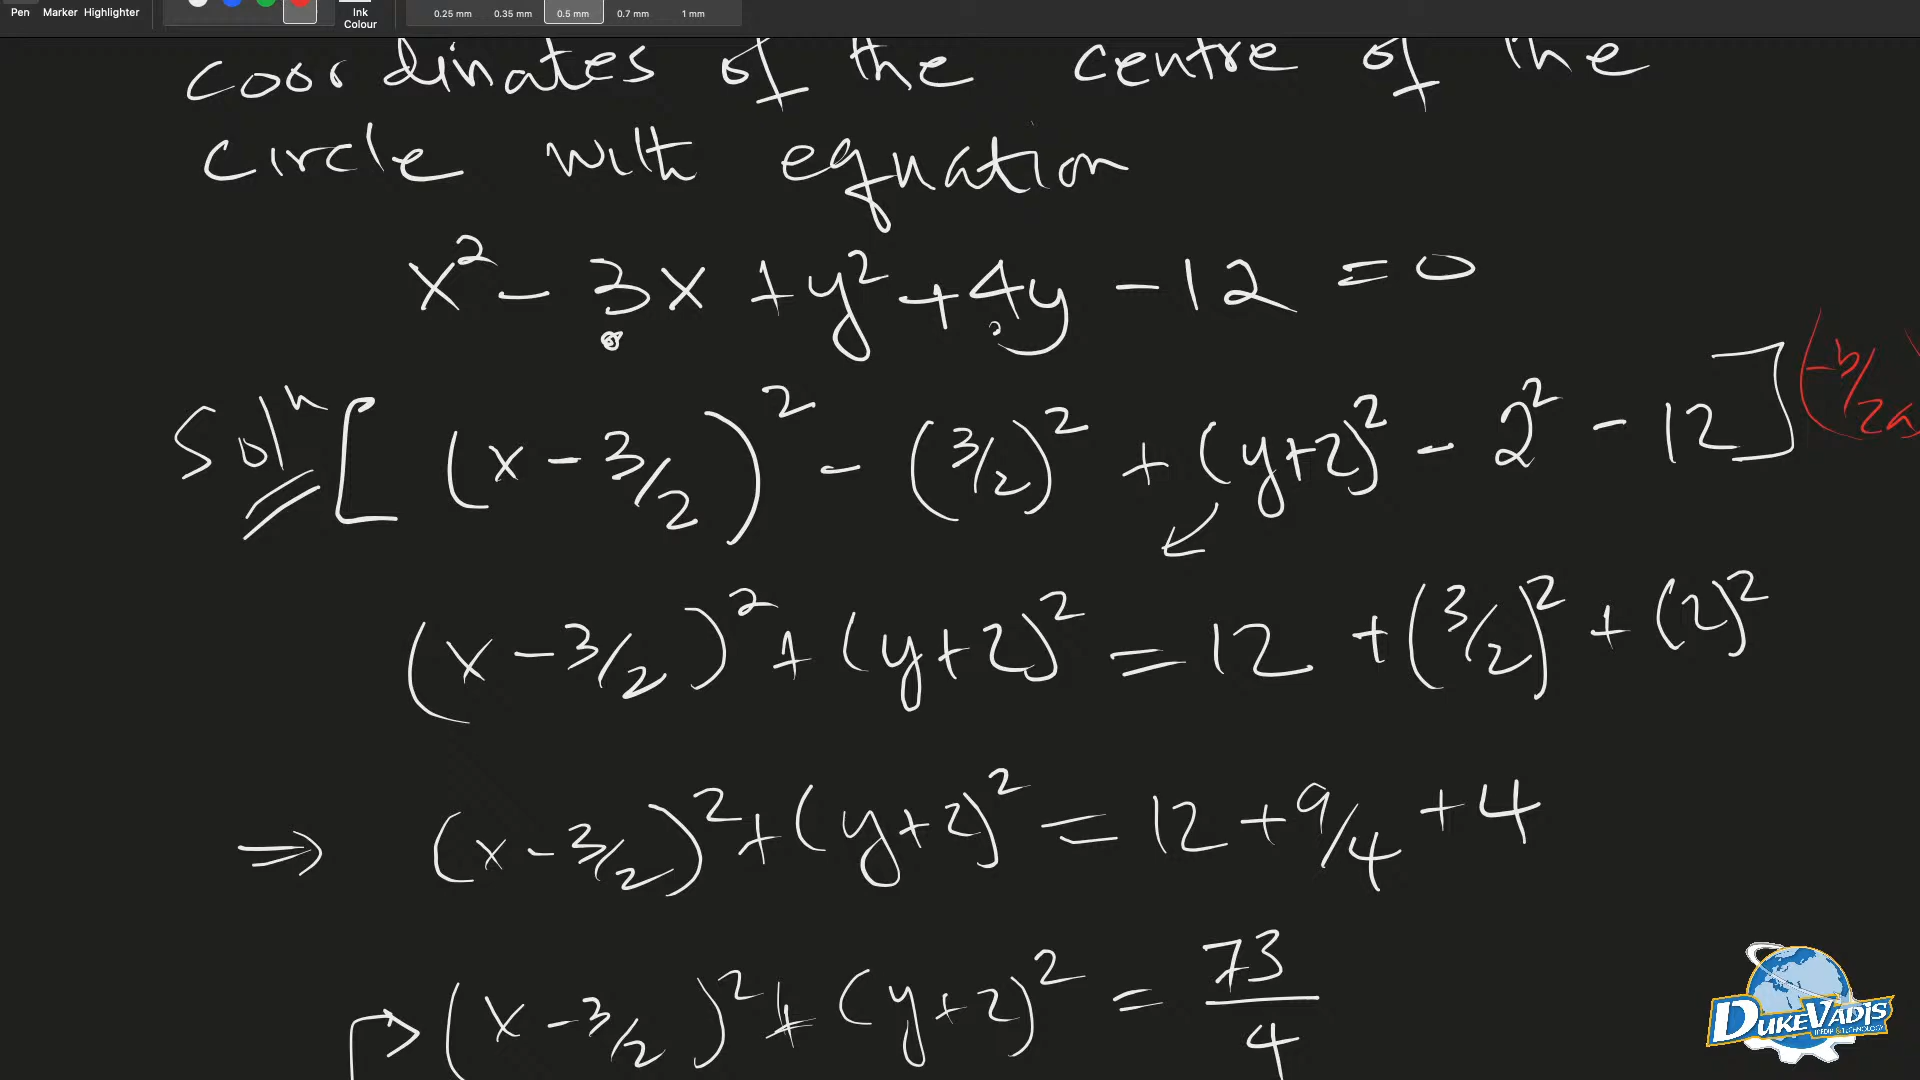 Pen Marker Highlighter Ink Colour 0.25 mm 0.35 mm 0.5 mm 0.7 mm 1 mm
coordinates of the centre of the
circle with equation
x² - 3x + y² + 4y - 12 = 0
Solⁿ [ (x - 3/2)² - (3/2)² + (y+2)² - 2² - 12 ] (-b/2a)
(x - 3/2)² + (y+2)² = 12 + (3/2)² + (2)²
⇒ (x - 3/2)² + (y+2)² = 12 + 9/4 + 4
(x - 3/2)² + (y+2)² = 73/4
DUKEVADIS
MEDIA & TECHNOLOGY